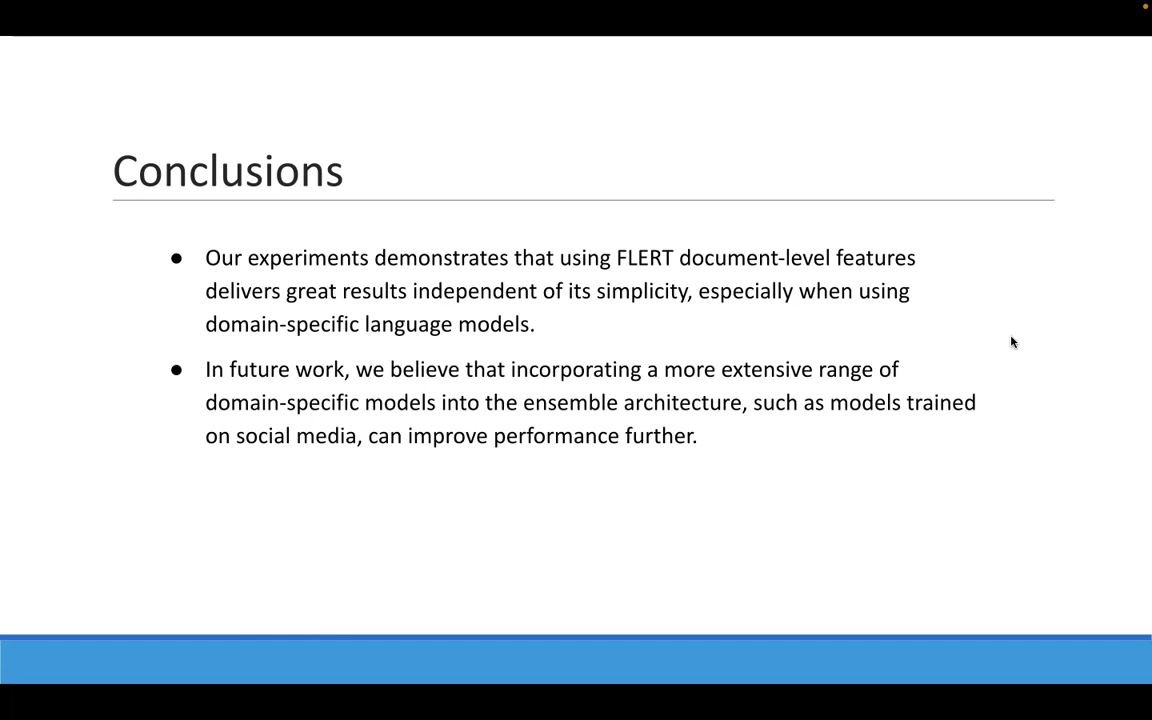 Conclusions
● Our experiments demonstrates that using FLERT document-level features
delivers great results independent of its simplicity, especially when using
domain-specific language models.
● In future work, we believe that incorporating a more extensive range of
domain-specific models into the ensemble architecture, such as models trained
on social media, can improve performance further.